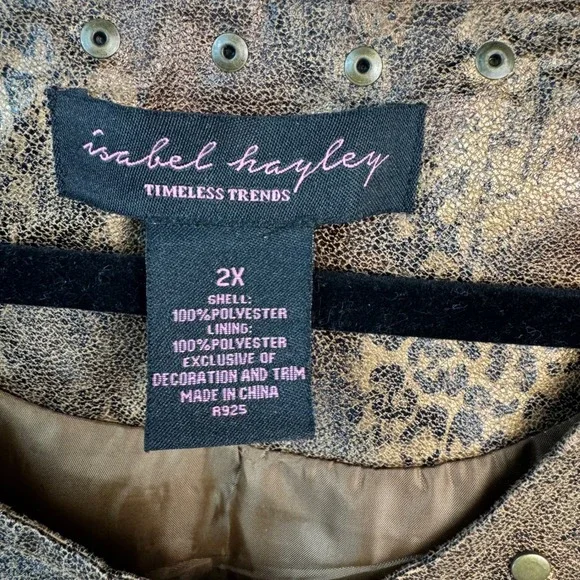 isabel hayley
TIMELESS TRENDS
2X
SHELL:
100%POLYESTER
LINING:
100%POLYESTER
EXCLUSIVE OF
DECORATION AND TRIM
MADE IN CHINA
R925